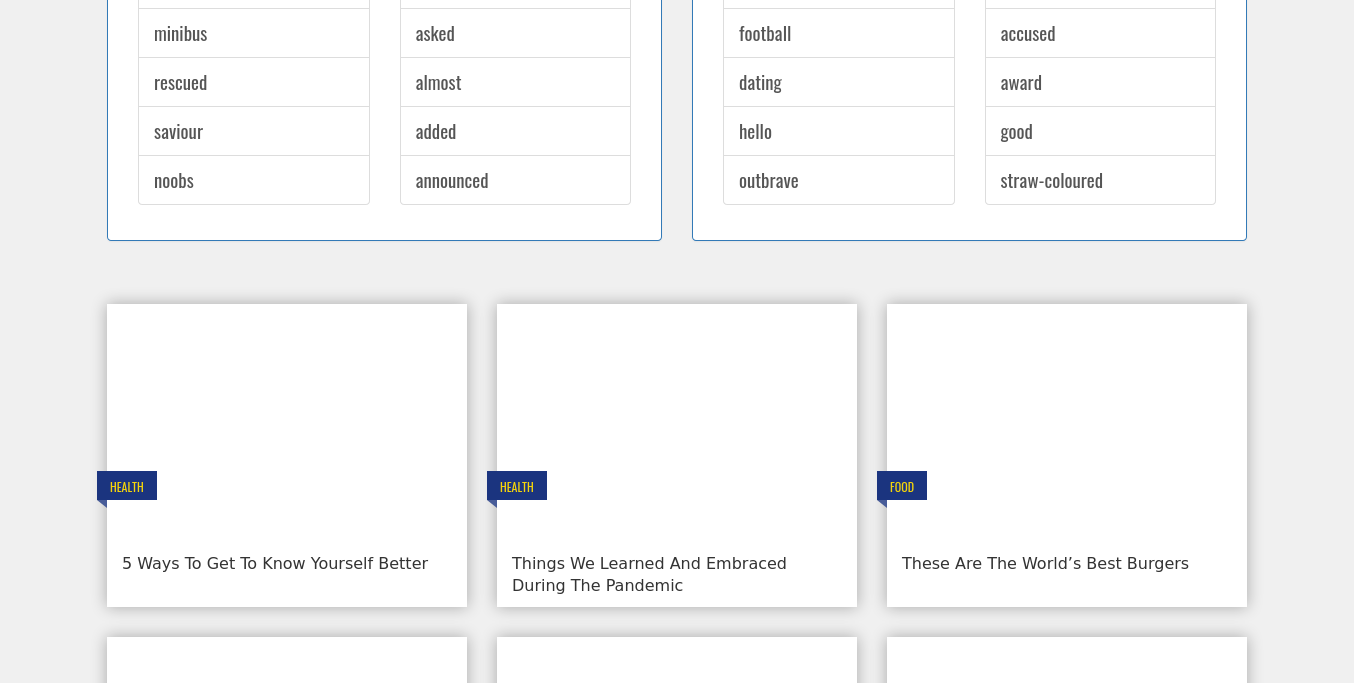 minibus
rescued
saviour
noobs
asked
almost
added
announced
football
dating
hello
outbrave
accused
award
good
straw-coloured
HEALTH
5 Ways To Get To Know Yourself Better
HEALTH
Things We Learned And Embraced
During The Pandemic
FOOD
These Are The World’s Best Burgers